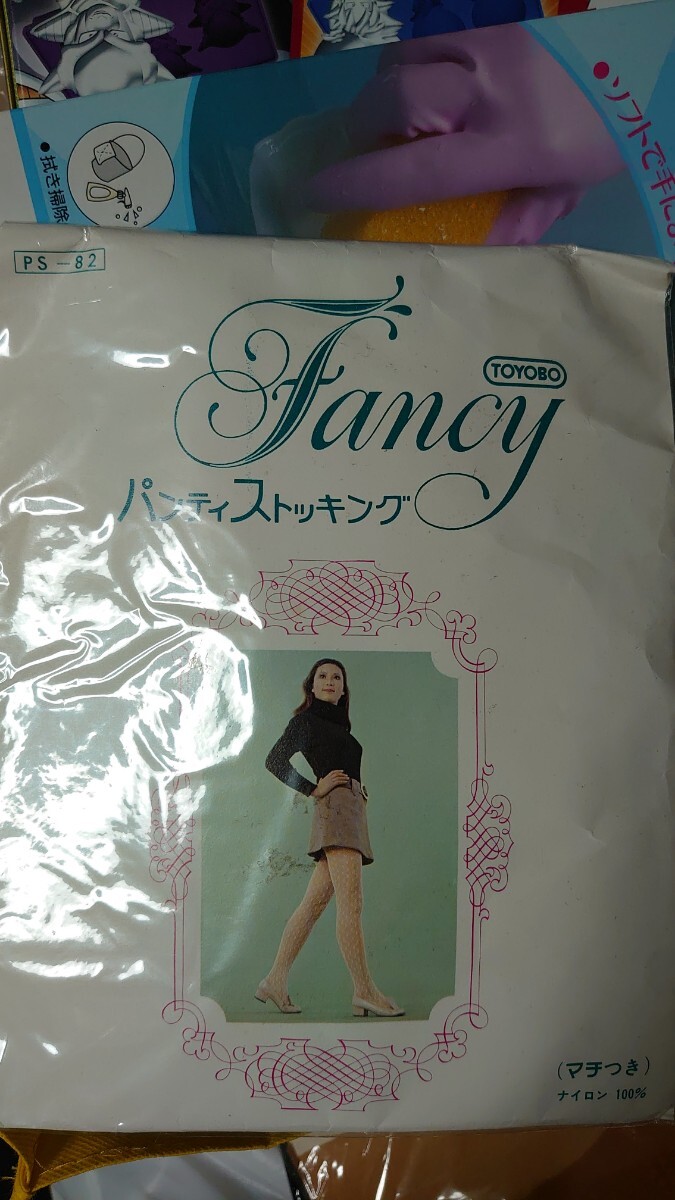 ●ソフトで手に
●拭き掃除
PS-82
Fancy
TOYOBO
パンティストッキング
(マチつき)
ナイロン 100%